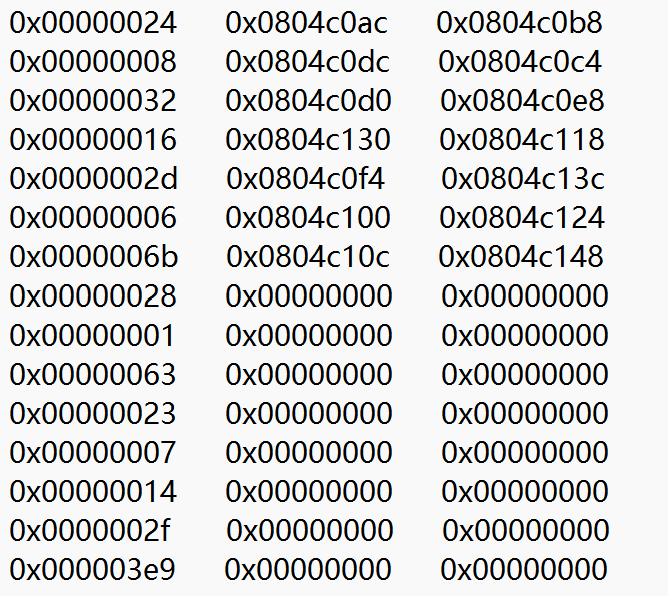 0x00000024 0x0804c0ac 0x0804c0b8
0x00000008 0x0804c0dc 0x0804c0c4
0x00000032 0x0804c0d0 0x0804c0e8
0x00000016 0x0804c130 0x0804c118
0x0000002d 0x0804c0f4 0x0804c13c
0x00000006 0x0804c100 0x0804c124
0x0000006b 0x0804c10c 0x0804c148
0x00000028 0x00000000 0x00000000
0x00000001 0x00000000 0x00000000
0x00000063 0x00000000 0x00000000
0x00000023 0x00000000 0x00000000
0x00000007 0x00000000 0x00000000
0x00000014 0x00000000 0x00000000
0x0000002f 0x00000000 0x00000000
0x000003e9 0x00000000 0x00000000